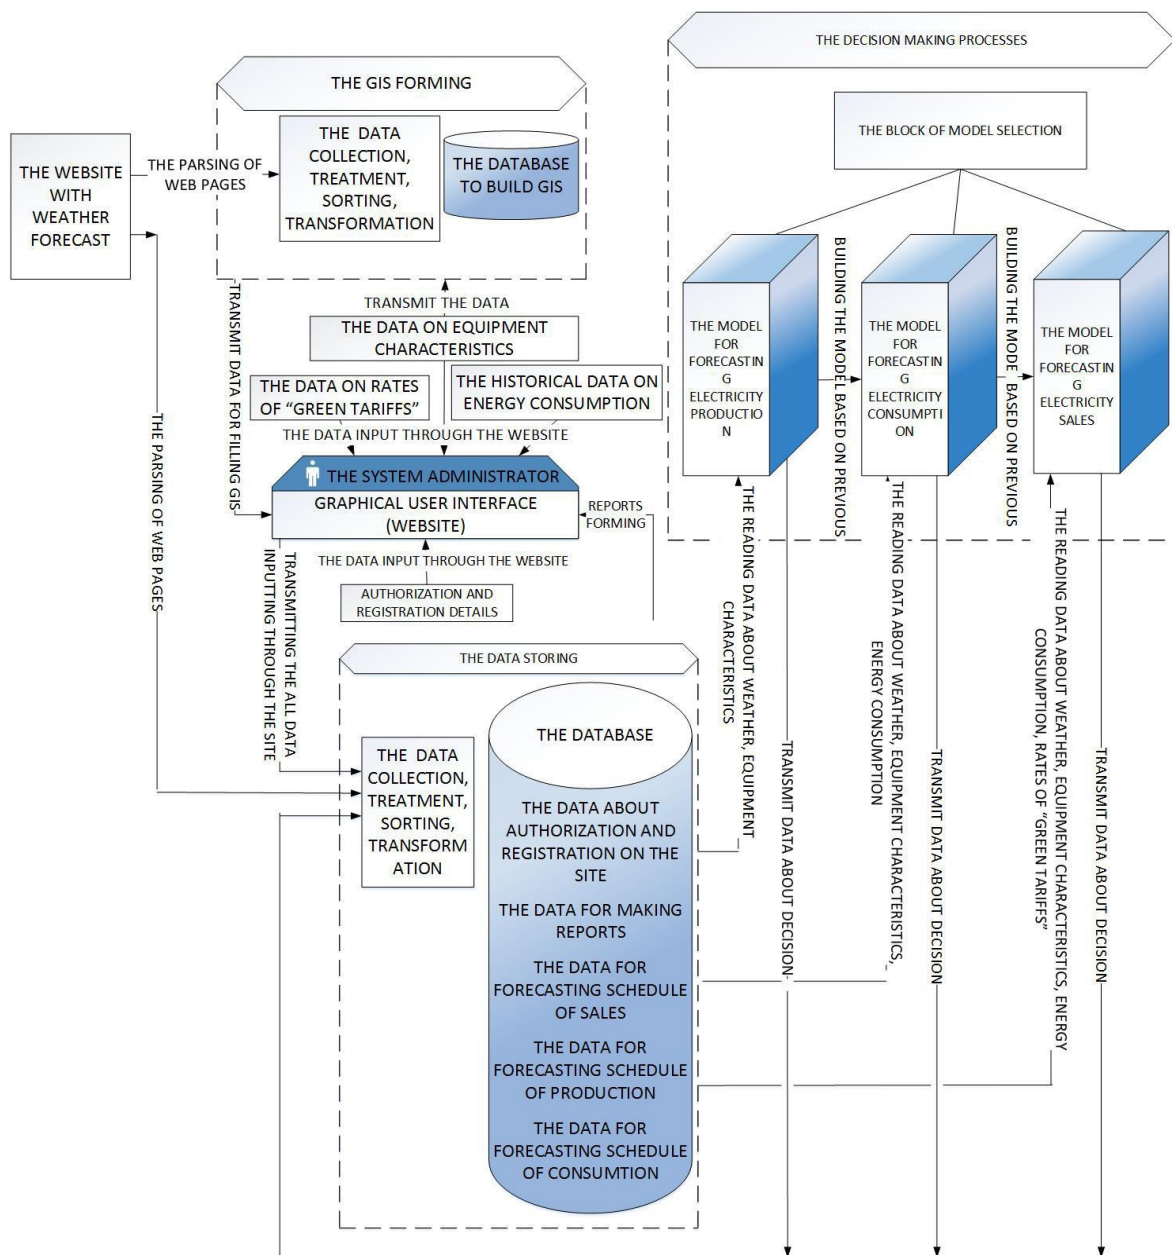 THE DECISION MAKING PROCESSES
THE GIS FORMING
THE BLOCK OF MODEL SELECTION
THE DATA
COLLECTION,
TREATMENT,
SORTING,
TRANSFORMATION
THE DATABASE
TO BUILD GIS
THE WEBSITE
WITH
WEATHER
FORECAST
THE PARSING OF
WEB PAGES
THE PARSING OF WEB PAGES
TRANSMIT DATA FOR FILLING GIS
TRANSMIT THE DATA
THE DATA ON EQUIPMENT
CHARACTERISTICS
THE DATA ON RATES
OF “GREEN TARIFFS”
THE HISTORICAL DATA ON
ENERGY CONSUMPTION
THE DATA INPUT THROUGH THE WEBSITE
THE SYSTEM ADMINISTRATOR
GRAPHICAL USER INTERFACE
(WEBSITE)
REPORTS
FORMING
THE DATA INPUT THROUGH THE WEBSITE
AUTHORIZATION AND
REGISTRATION DETAILS
TRANSMITTING THE ALL DATA
INPUTTING THROUGH THE SITE
THE MODEL
FOR
FORECASTIN
G
ELECTRICITY
PRODUCTIO
N
BUILDING THE MODEL BASED ON PREVIOUS
THE MODEL
FOR
FORECASTIN
G
ELECTRICITY
CONSUMPTI
ON
BUILDING THE MODE BASED ON PREVIOUS
THE MODEL
FOR
FORECASTIN
G
ELECTRICITY
SALES
THE READING DATA ABOUT WEATHER, EQUIPMENT
CHARACTERISTICS
TRANSMIT DATA ABOUT DECISION
THE READING DATA ABOUT WEATHER, EQUIPMENT CHARACTERISTICS,
ENERGY CONSUMPTION
TRANSMIT DATA ABOUT DECISION
THE READING DATA ABOUT WEATHER, EQUIPMENT CHARACTERISTICS, ENERGY
CONSUMPTION, RATES OF “GREEN TARIFFS”
TRANSMIT DATA ABOUT DECISION
THE DATA STORING
THE DATA
COLLECTION,
TREATMENT,
SORTING,
TRANSFORM
ATION
THE DATABASE
THE DATA ABOUT
AUTHORIZATION AND
REGISTRATION ON THE
SITE
THE DATA FOR MAKING
REPORTS
THE DATA FOR
FORECASTING SCHEDULE
OF SALES
THE DATA FOR
FORECASTING SCHEDULE
OF PRODUCTION
THE DATA FOR
FORECASTING SCHEDULE
OF CONSUMTION